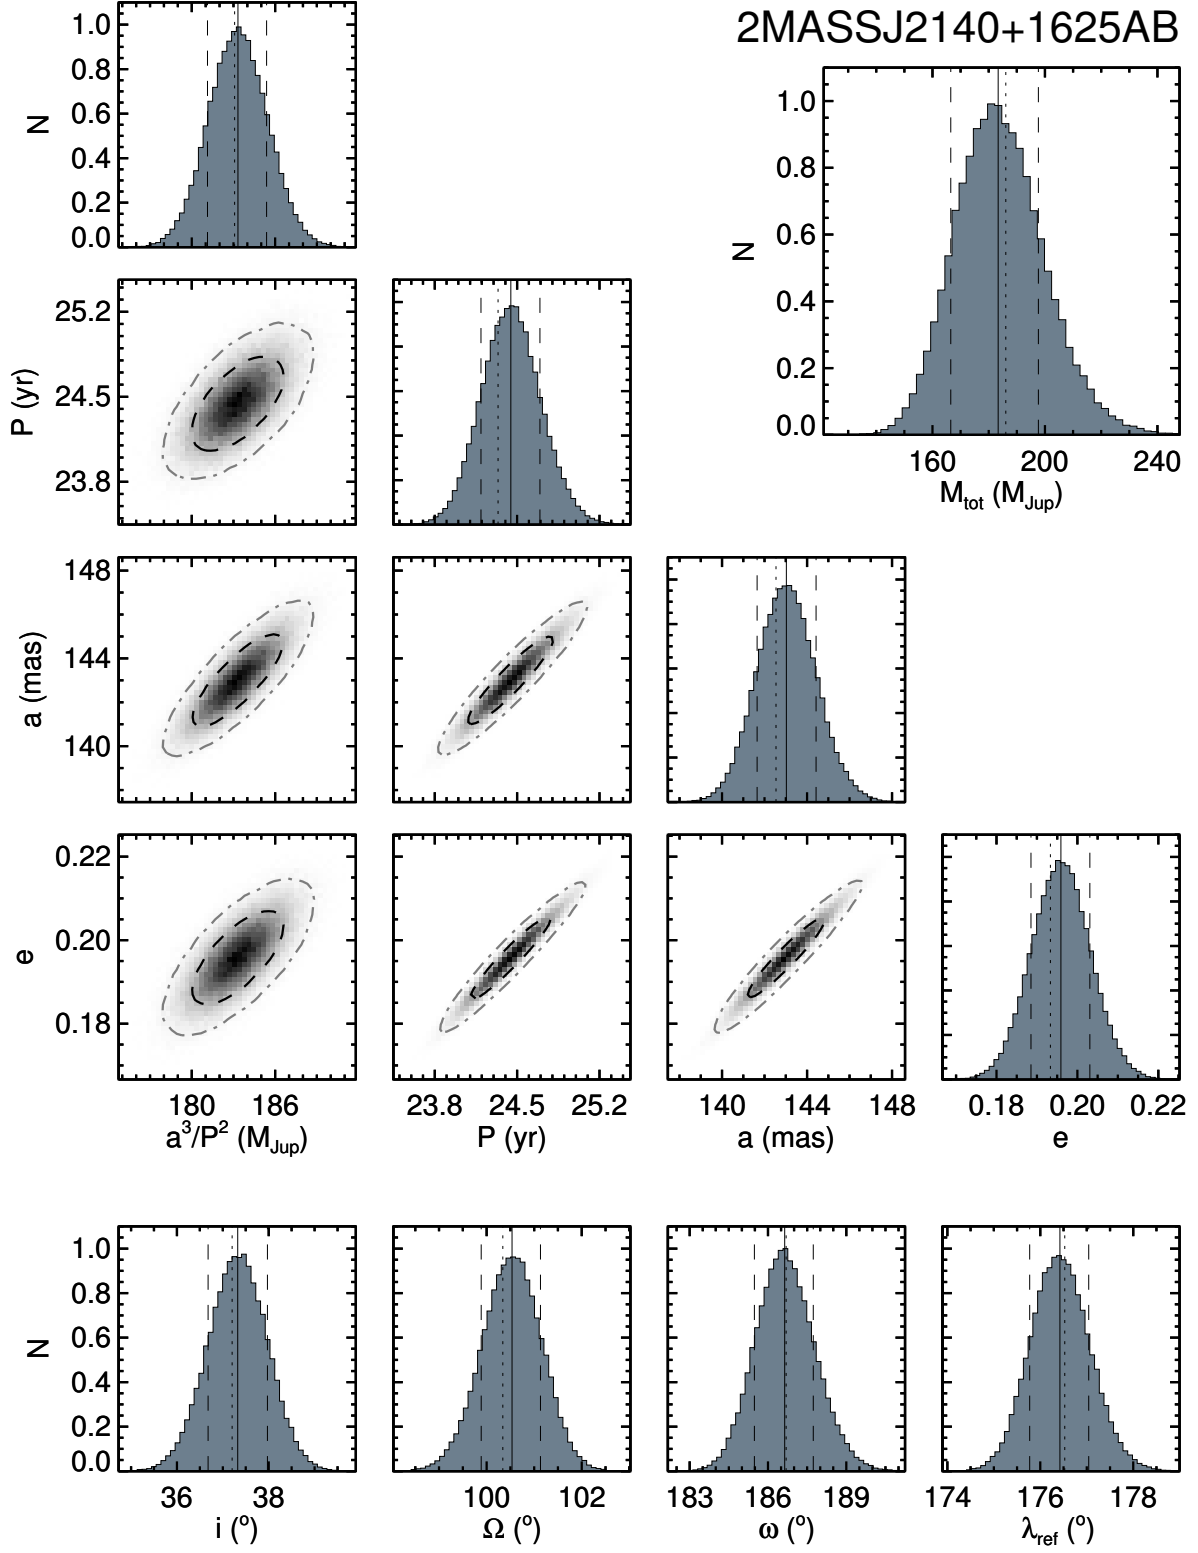 2MASSJ2140+1625AB
N
1.0
0.8
0.6
0.4
0.2
0.0
N
1.0
0.8
0.6
0.4
0.2
0.0
160 200 240
M_tot (M_Jup)
P (yr)
25.2
24.5
23.8
a (mas)
148
144
140
e
0.22
0.20
0.18
180 186
a³/P² (M_Jup)
23.8 24.5 25.2
P (yr)
140 144 148
a (mas)
0.18 0.20 0.22
e
N
1.0
0.8
0.6
0.4
0.2
0.0
36 38
i (°)
100 102
Ω (°)
183 186 189
ω (°)
174 176 178
λ_ref (°)